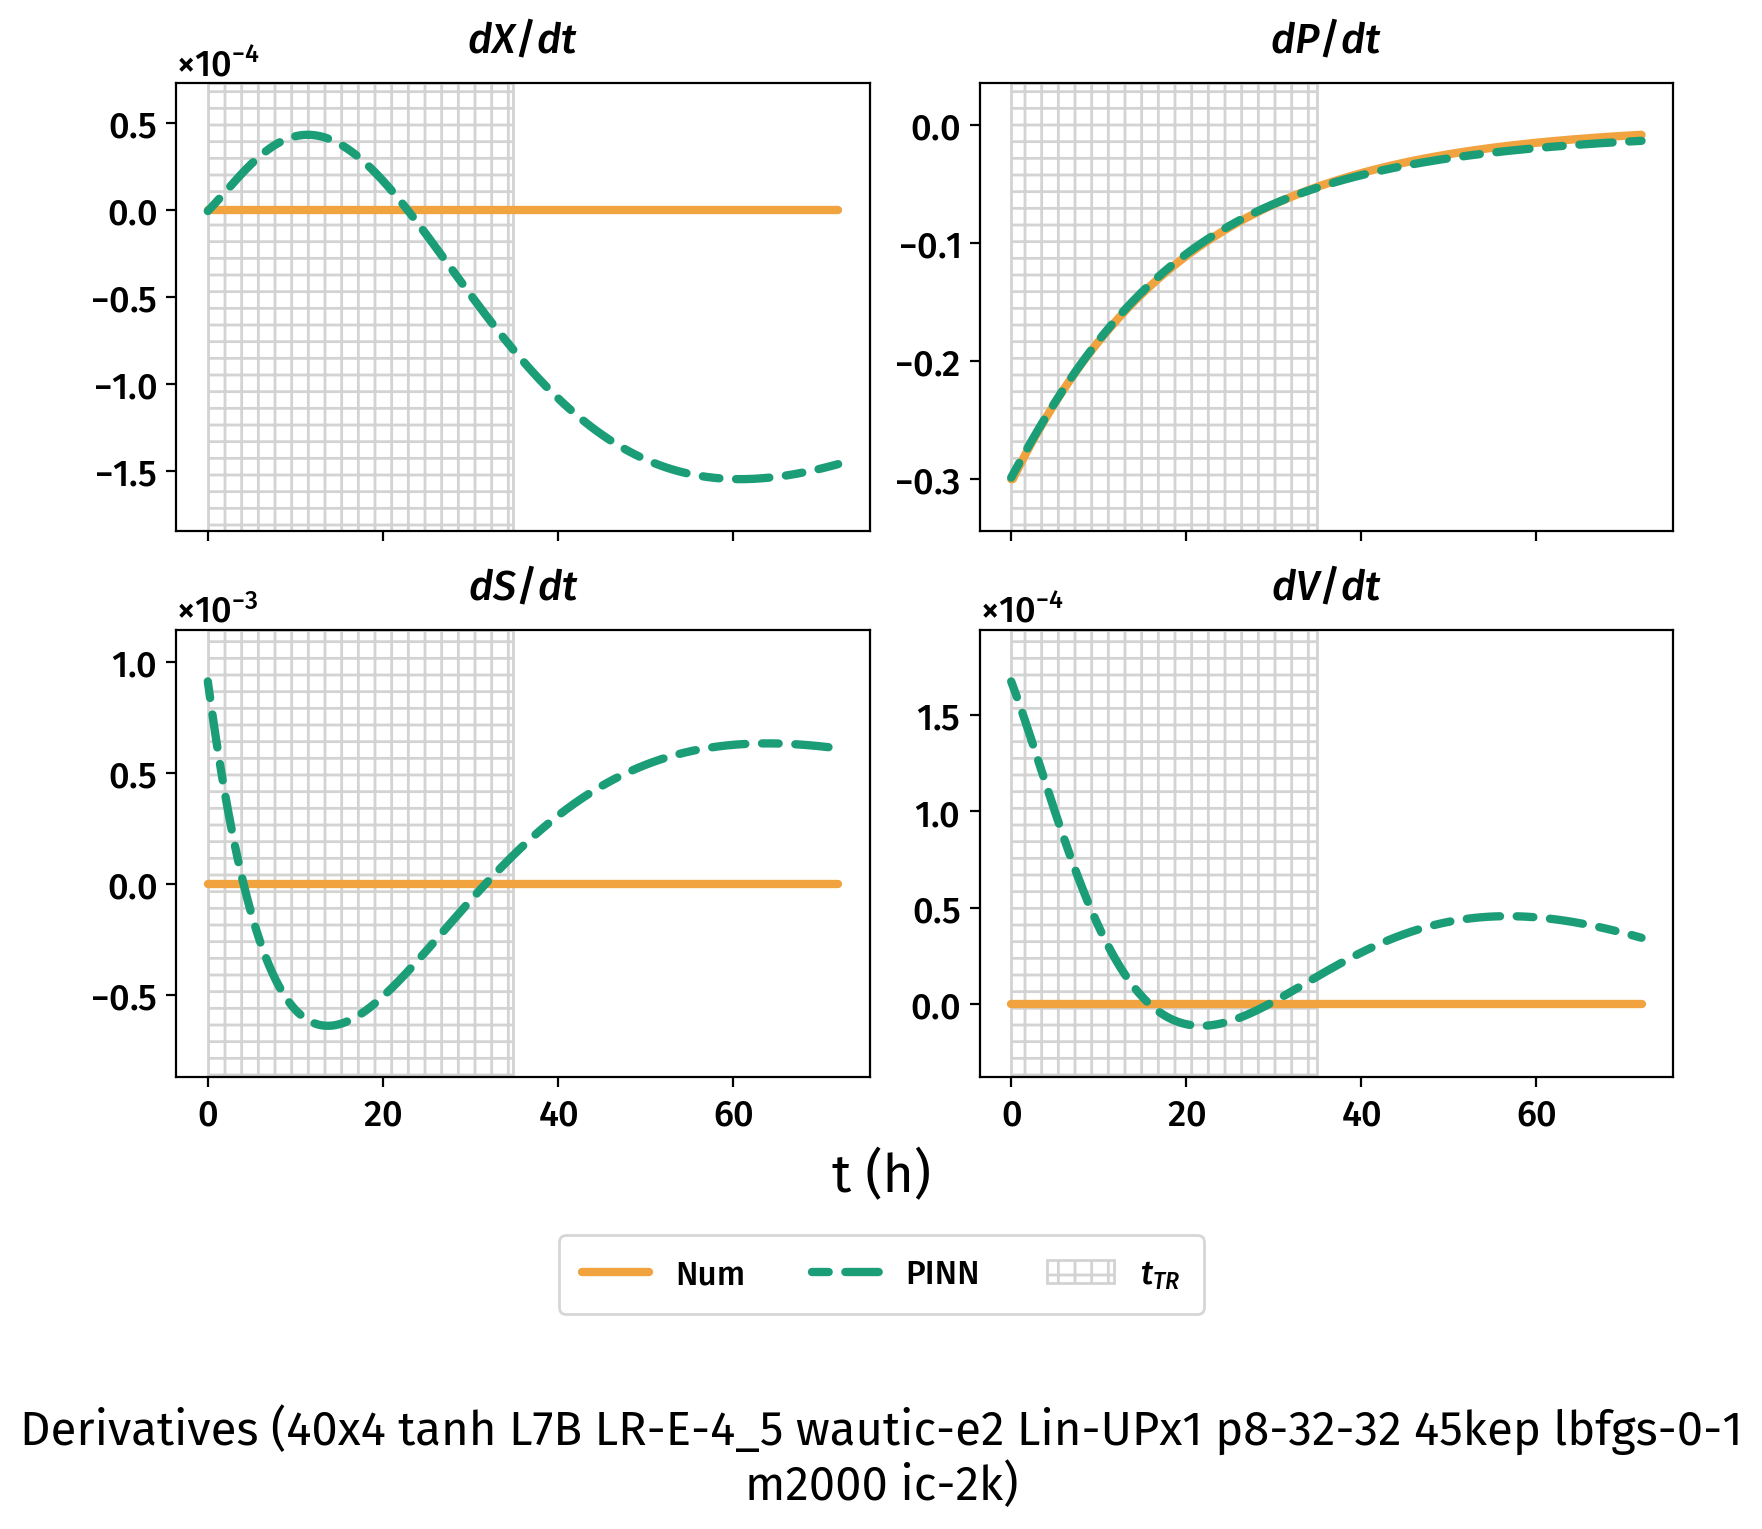 dX/dt
×10⁻⁴
0.5
0.0
−0.5
−1.0
−1.5
dP/dt
0.0
−0.1
−0.2
−0.3
dS/dt
×10⁻³
1.0
0.5
0.0
−0.5
0 20 40 60
dV/dt
×10⁻⁴
1.5
1.0
0.5
0.0
0 20 40 60
t (h)
Num PINN t_TR
Derivatives (40x4 tanh L7B LR-E-4_5 wautic-e2 Lin-UPx1 p8-32-32 45kep lbfgs-0-1
m2000 ic-2k)